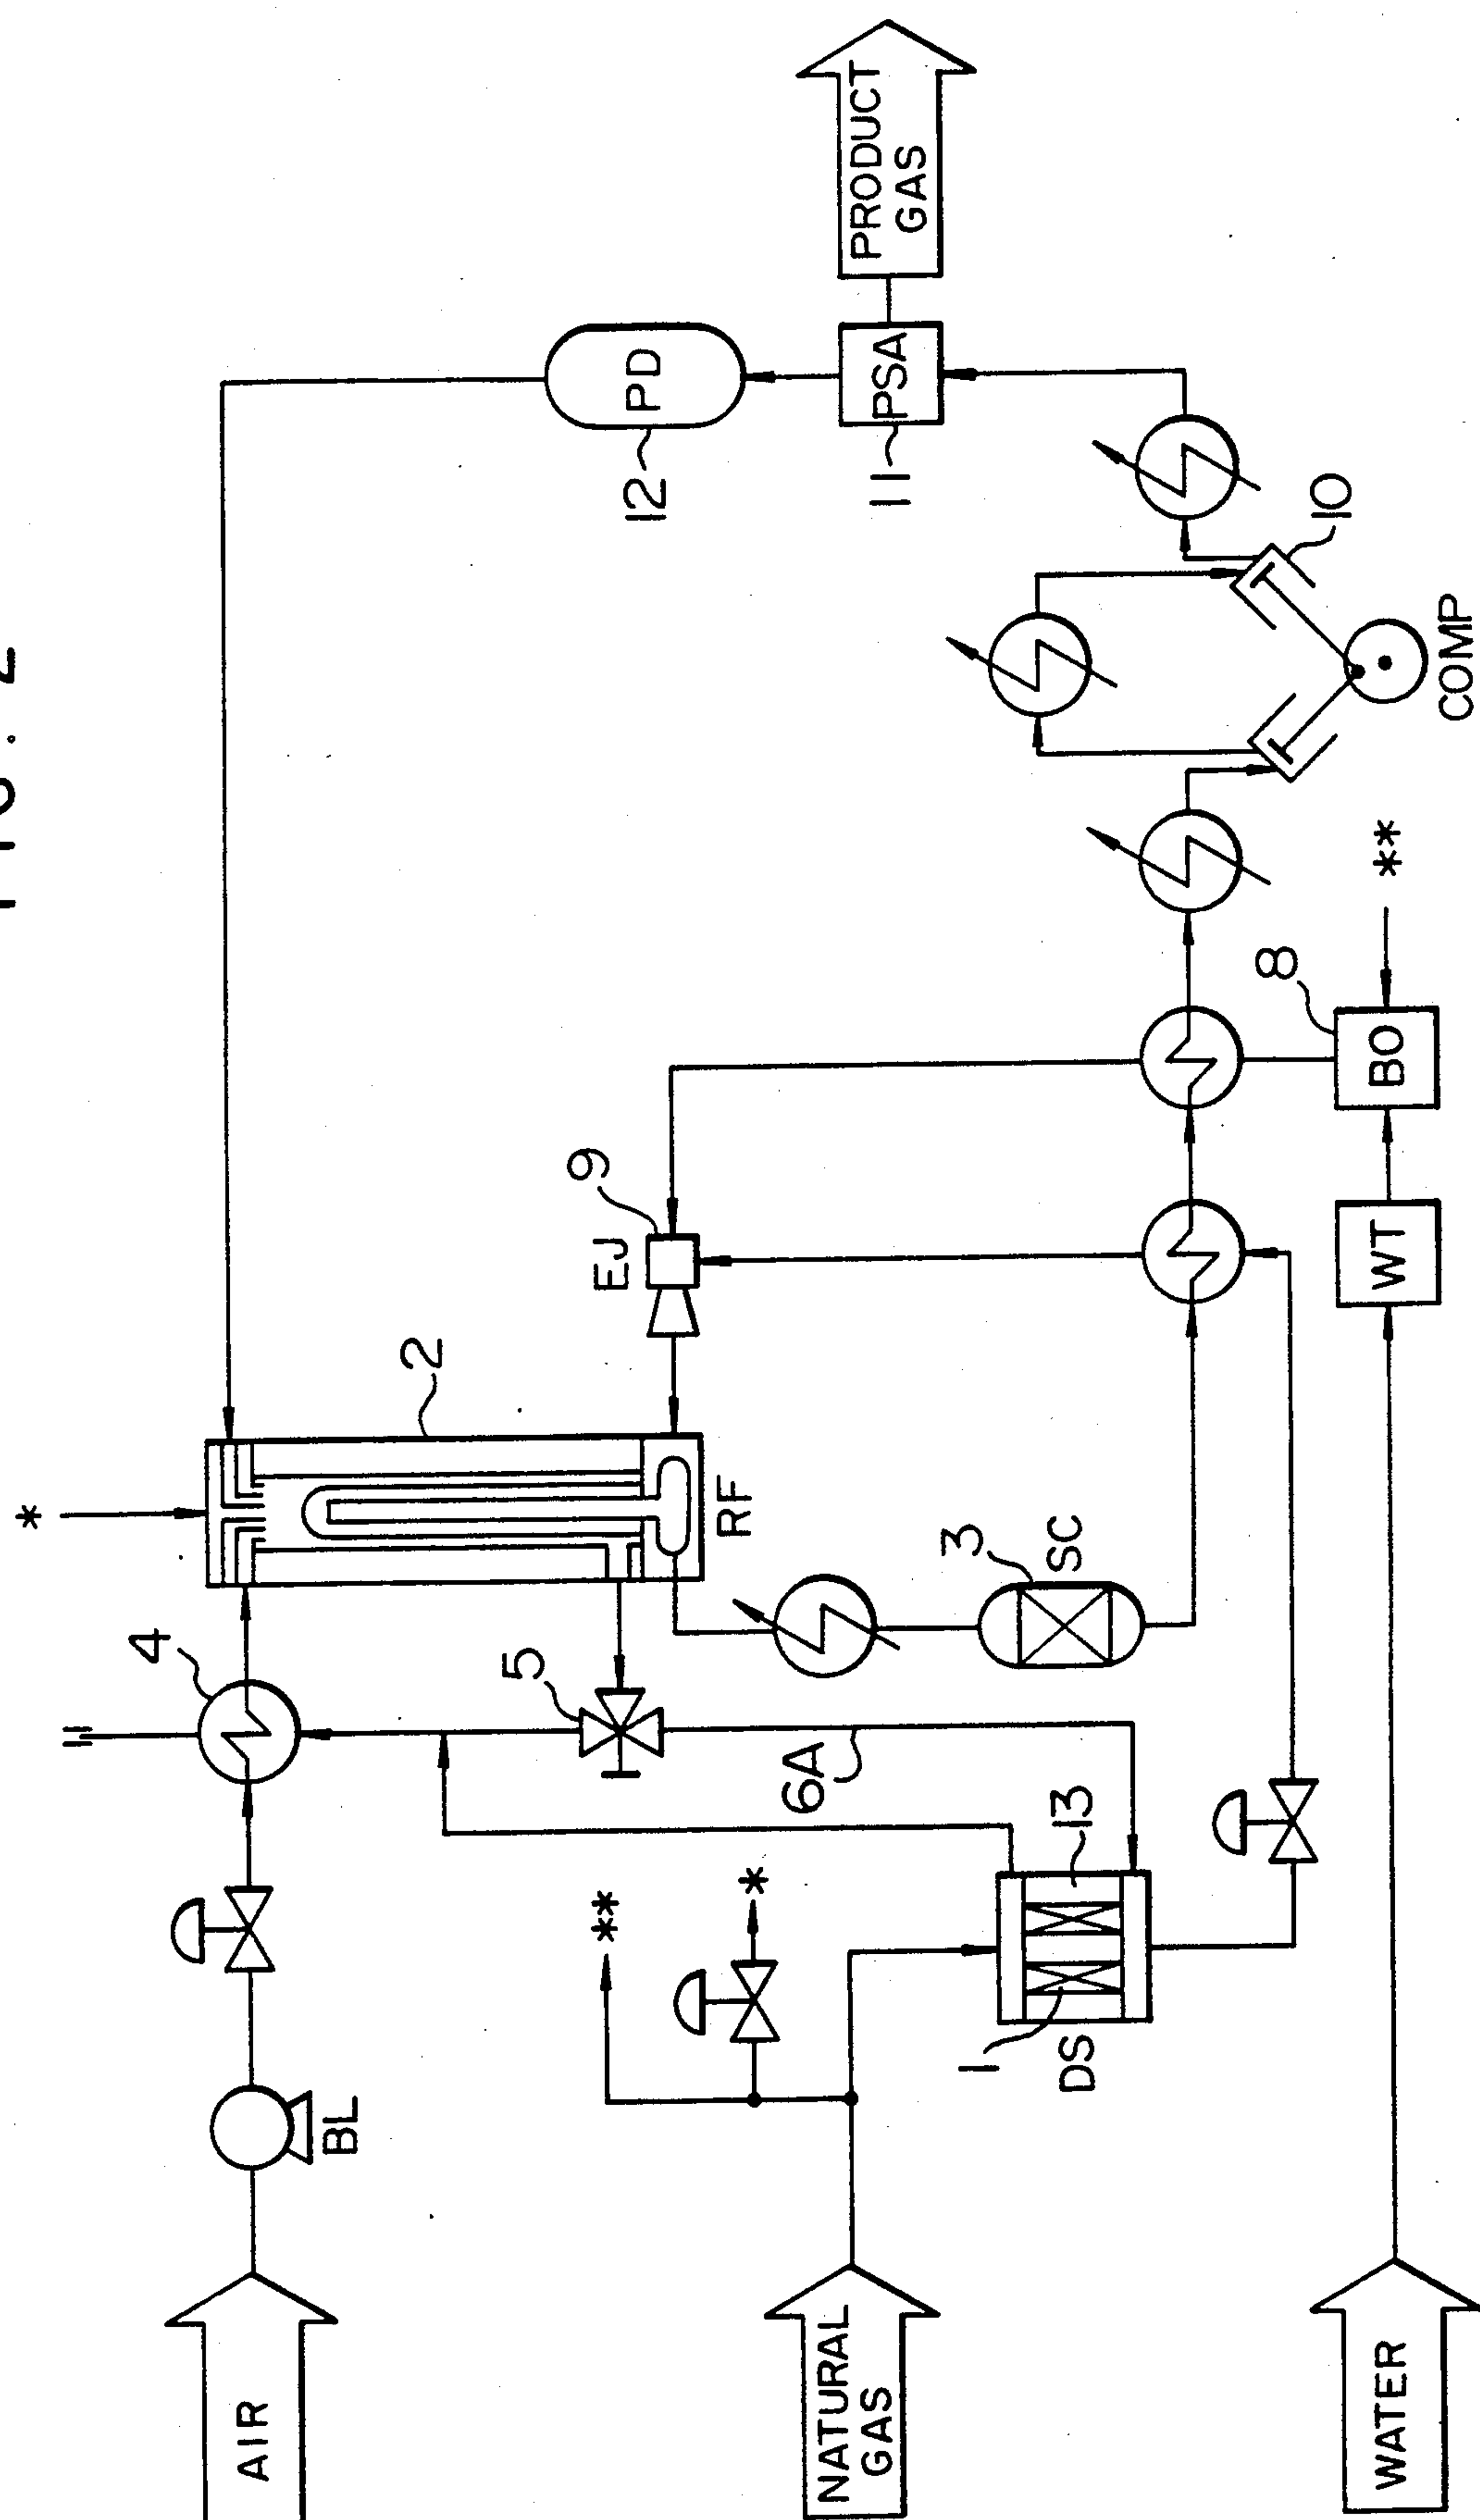 AIR
BL
4
*
2
RF
5
6A
**
*
NATURAL
GAS
1
DS
13
3
SC
EJ
9
WATER
WT
BO
8
**
COMP
10
11
PSA
12
PD
PRODUCT
GAS